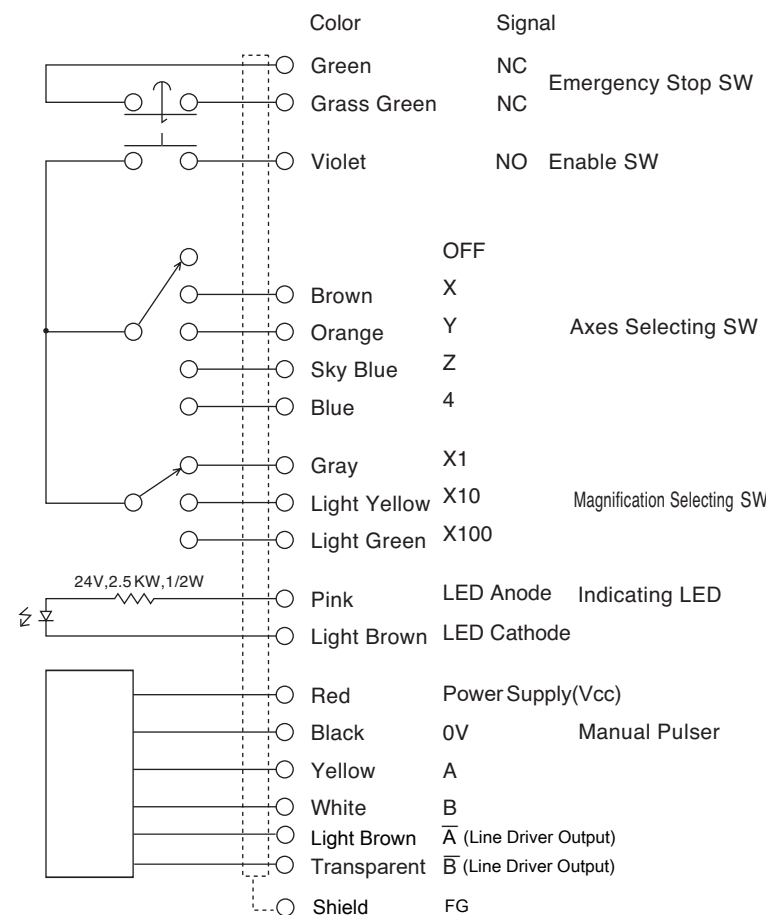 Color Signal
Green NC
Emergency Stop SW
Grass Green NC
Violet NO Enable SW
OFF
Brown X
Orange Y Axes Selecting SW
Sky Blue Z
Blue 4
Gray X1
Light Yellow X10 Magnification Selecting SW
Light Green X100
24V,2.5KW,1/2W
Pink LED Anode Indicating LED
Light Brown LED Cathode
Red Power Supply(Vcc)
Black 0V Manual Pulser
Yellow A
White B
Light Brown A̅ (Line Driver Output)
Transparent B̅ (Line Driver Output)
Shield FG